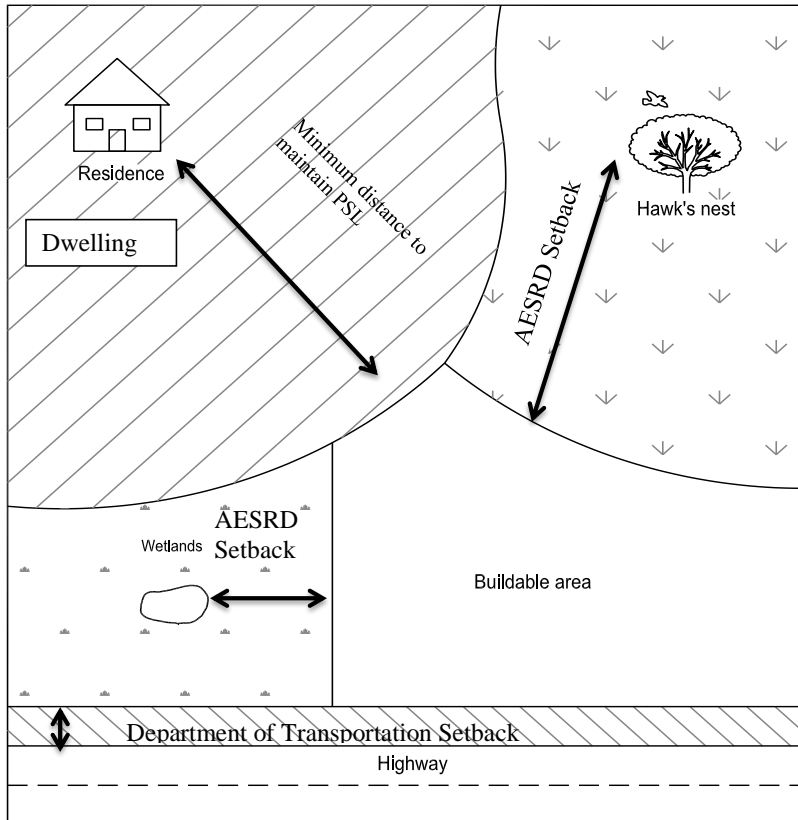 Residence
Dwelling
Minimum distance to
maintain PSL
AESRD Setback
Hawk's nest
Wetlands
AESRD
Setback
Buildable area
Department of Transportation Setback
Highway